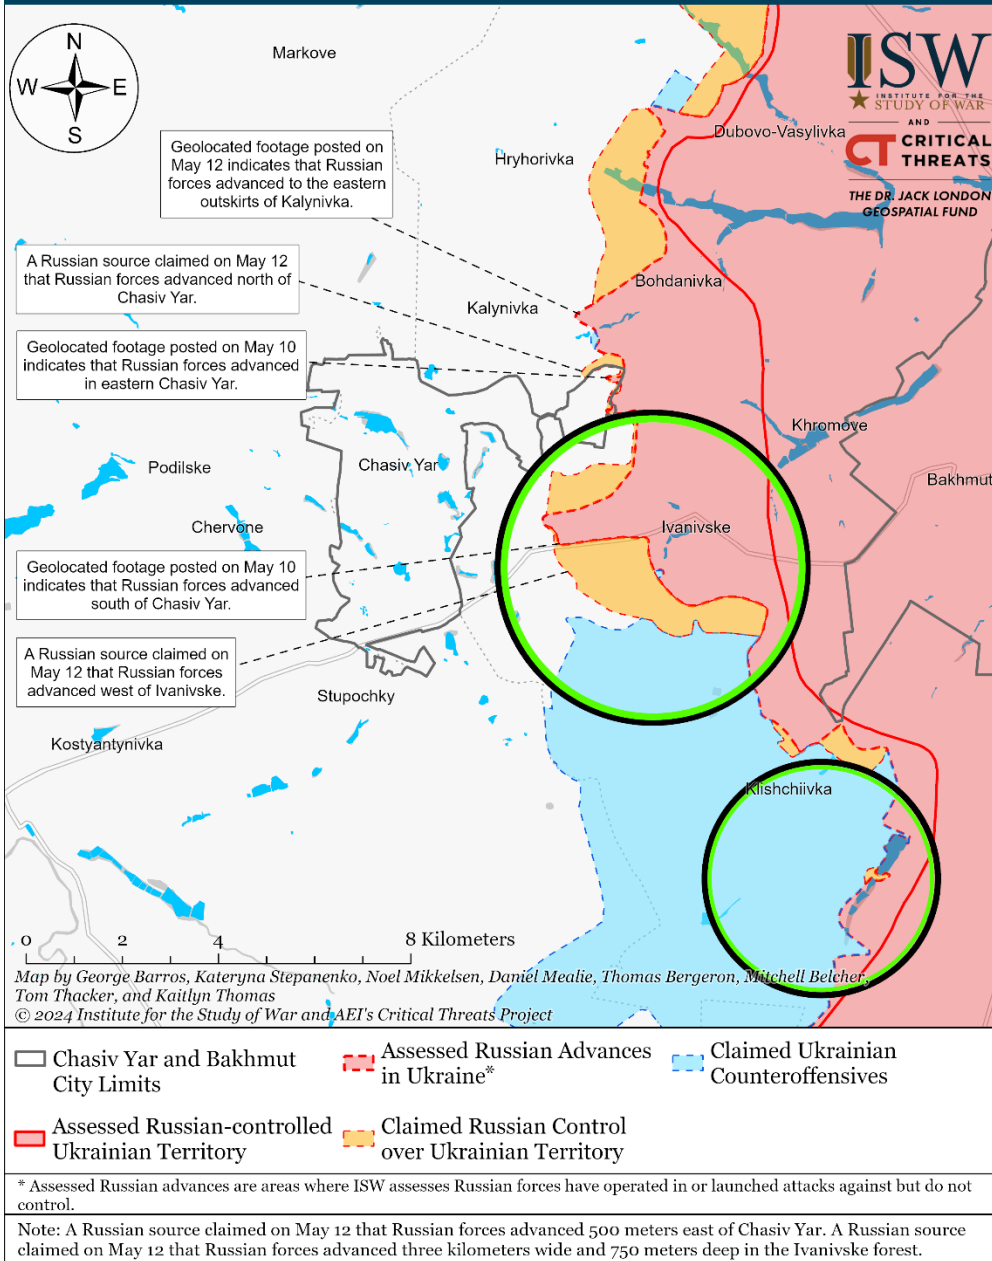 N
W
E
S
ISW
INSTITUTE FOR THE
STUDY OF WAR
AND
CT CRITICAL
THREATS
THE DR. JACK LONDON
GEOSPATIAL FUND
Markove
Dubovo-Vasylivka
Hryhorivka
Geolocated footage posted on
May 12 indicates that Russian
forces advanced to the eastern
outskirts of Kalynivka.
A Russian source claimed on May 12
that Russian forces advanced north of
Chasiv Yar.
Bohdanivka
Kalynivka
Geolocated footage posted on May 10
indicates that Russian forces advanced
in eastern Chasiv Yar.
Khromove
Podilske
Chasiv Yar
Bakhmut
Chervone
Ivanivske
Geolocated footage posted on May 10
indicates that Russian forces advanced
south of Chasiv Yar.
A Russian source claimed on
May 12 that Russian forces
advanced west of Ivanivske.
Stupochky
Kostyantynivka
Klishchiivka
0 2 4 8 Kilometers
Map by George Barros, Kateryna Stepanenko, Noel Mikkelsen, Daniel Mealie, Thomas Bergeron, Mitchell Belcher,
Tom Thacker, and Kaitlyn Thomas
© 2024 Institute for the Study of War and AEI's Critical Threats Project
Chasiv Yar and Bakhmut
City Limits
Assessed Russian Advances
in Ukraine*
Claimed Ukrainian
Counteroffensives
Assessed Russian-controlled
Ukrainian Territory
Claimed Russian Control
over Ukrainian Territory
* Assessed Russian advances are areas where ISW assesses Russian forces have operated in or launched attacks against but do not
control.
Note: A Russian source claimed on May 12 that Russian forces advanced 500 meters east of Chasiv Yar. A Russian source
claimed on May 12 that Russian forces advanced three kilometers wide and 750 meters deep in the Ivanivske forest.